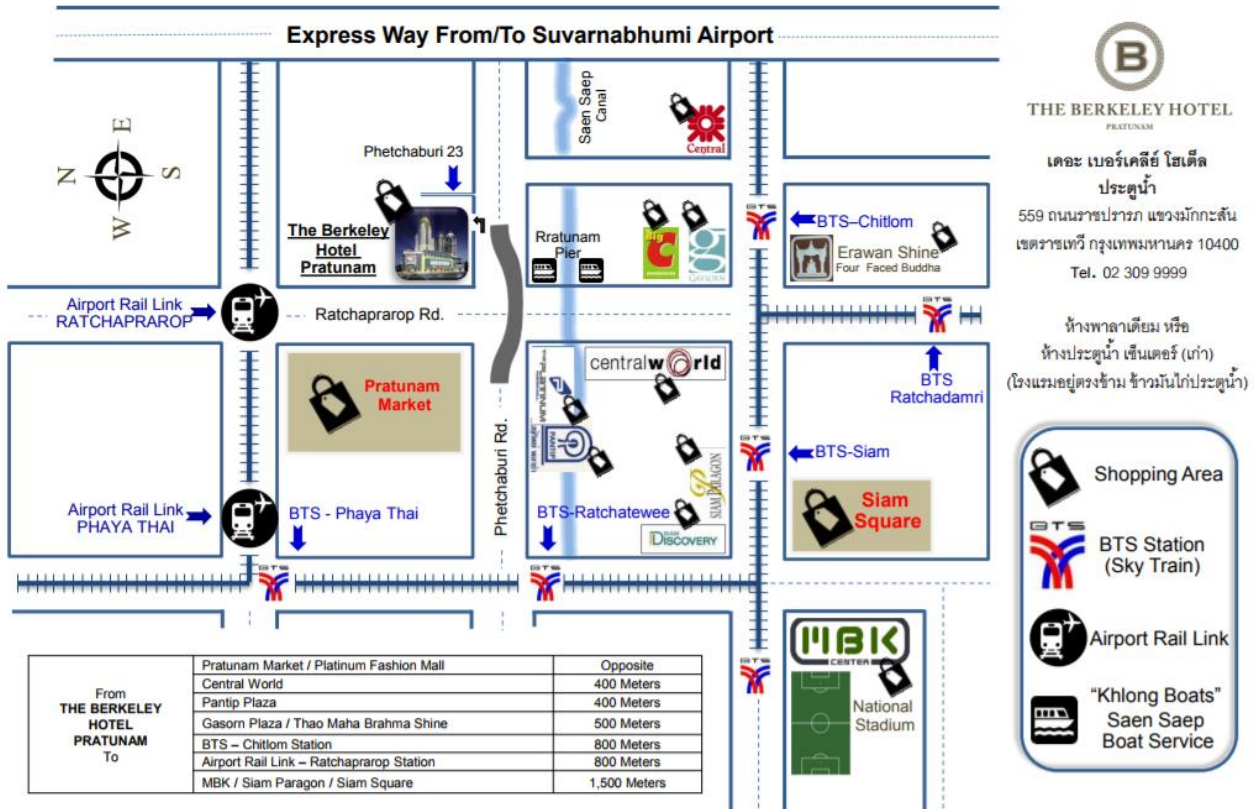 Express Way From/To Suvarnabhumi Airport
B
THE BERKELEY HOTEL
PRATUNAM
เดอะ เบอร์เคลีย์ โฮเต็ล
ประตูน้ำ
559 ถนนราชปรารภ แขวงมักกะสัน
เขตราชเทวี กรุงเทพมหานคร 10400
Tel. 02 309 9999
ห้างพาลาเดียม หรือ
ห้างประตูน้ำ เซ็นเตอร์ (เก่า)
(โรงแรมอยู่ตรงข้าม ข้าวมันไก่ประตูน้ำ)
N
E
S
W
Saen Saep
Canal
Central
Phetchaburi 23
The Berkeley
Hotel
Pratunam
Rratunam
Pier
Big
C
g
GAYSORN
BTS
BTS–Chitlom
Erawan Shine
Four Faced Buddha
Airport Rail Link
RATCHAPRAROP
Ratchaprarop Rd.
BTS
BTS
Ratchadamri
Pratunam
Market
Phetchaburi Rd.
PLATINUM
PANTIP
centralworld
BTS
BTS-Siam
SIAM PARAGON
Siam
Square
Airport Rail Link
PHAYA THAI
BTS - Phaya Thai
BTS-Ratchatewee
SIAM
DISCOVERY
BTS
BTS
BTS
MBK
CENTER
National
Stadium
Shopping Area
BTS
BTS Station
(Sky Train)
Airport Rail Link
“Khlong Boats”
Saen Saep
Boat Service
From
THE BERKELEY
HOTEL
PRATUNAM
To
Pratunam Market / Platinum Fashion Mall Opposite
Central World 400 Meters
Pantip Plaza 400 Meters
Gasorn Plaza / Thao Maha Brahma Shine 500 Meters
BTS – Chitlom Station 800 Meters
Airport Rail Link – Ratchaprarop Station 800 Meters
MBK / Siam Paragon / Siam Square 1,500 Meters